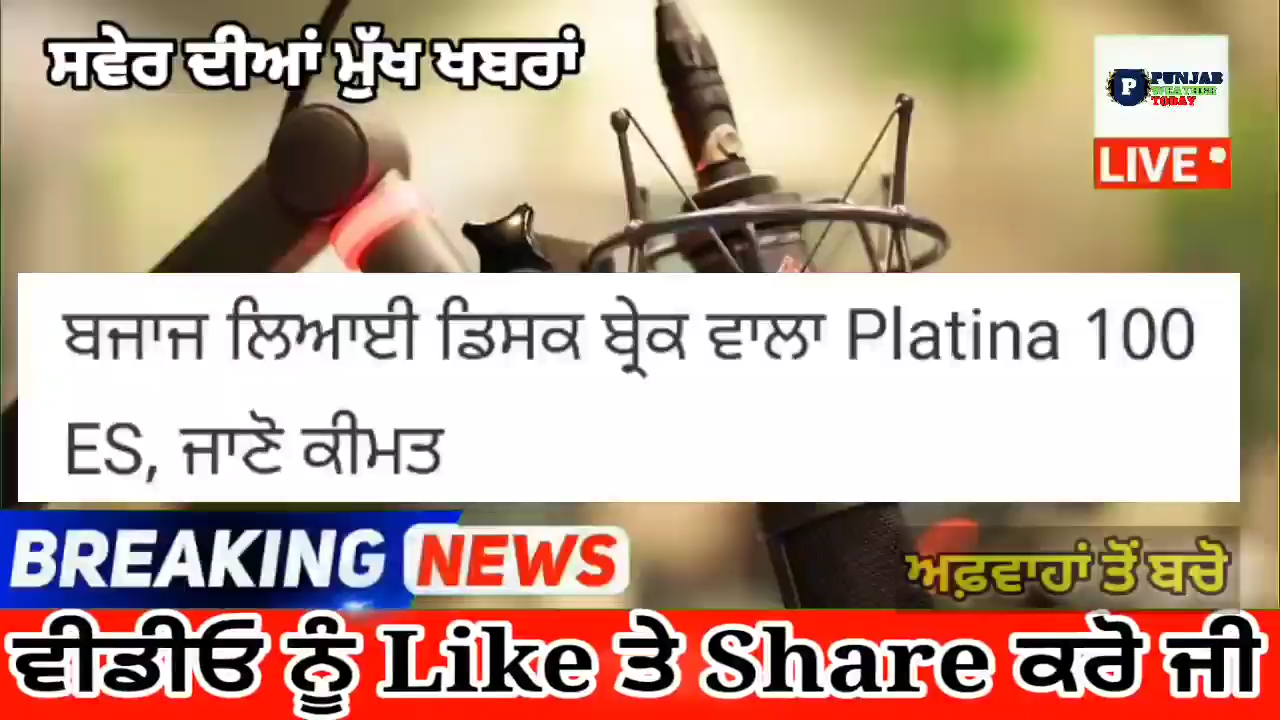 ਸਵੇਰ ਦੀਆਂ ਮੁੱਖ ਖਬਰਾਂ
P PUNJAB
WEATHER
TODAY
LIVE
ਬਜਾਜ ਲਿਆਈ ਡਿਸਕ ਬ੍ਰੇਕ ਵਾਲਾ Platina 100
ES, ਜਾਣੋ ਕੀਮਤ
BREAKING NEWS
ਅਫ਼ਵਾਹਾਂ ਤੋਂ ਬਚੋ
ਵੀਡੀਓ ਨੂੰ Like ਤੇ Share ਕਰੋ ਜੀ